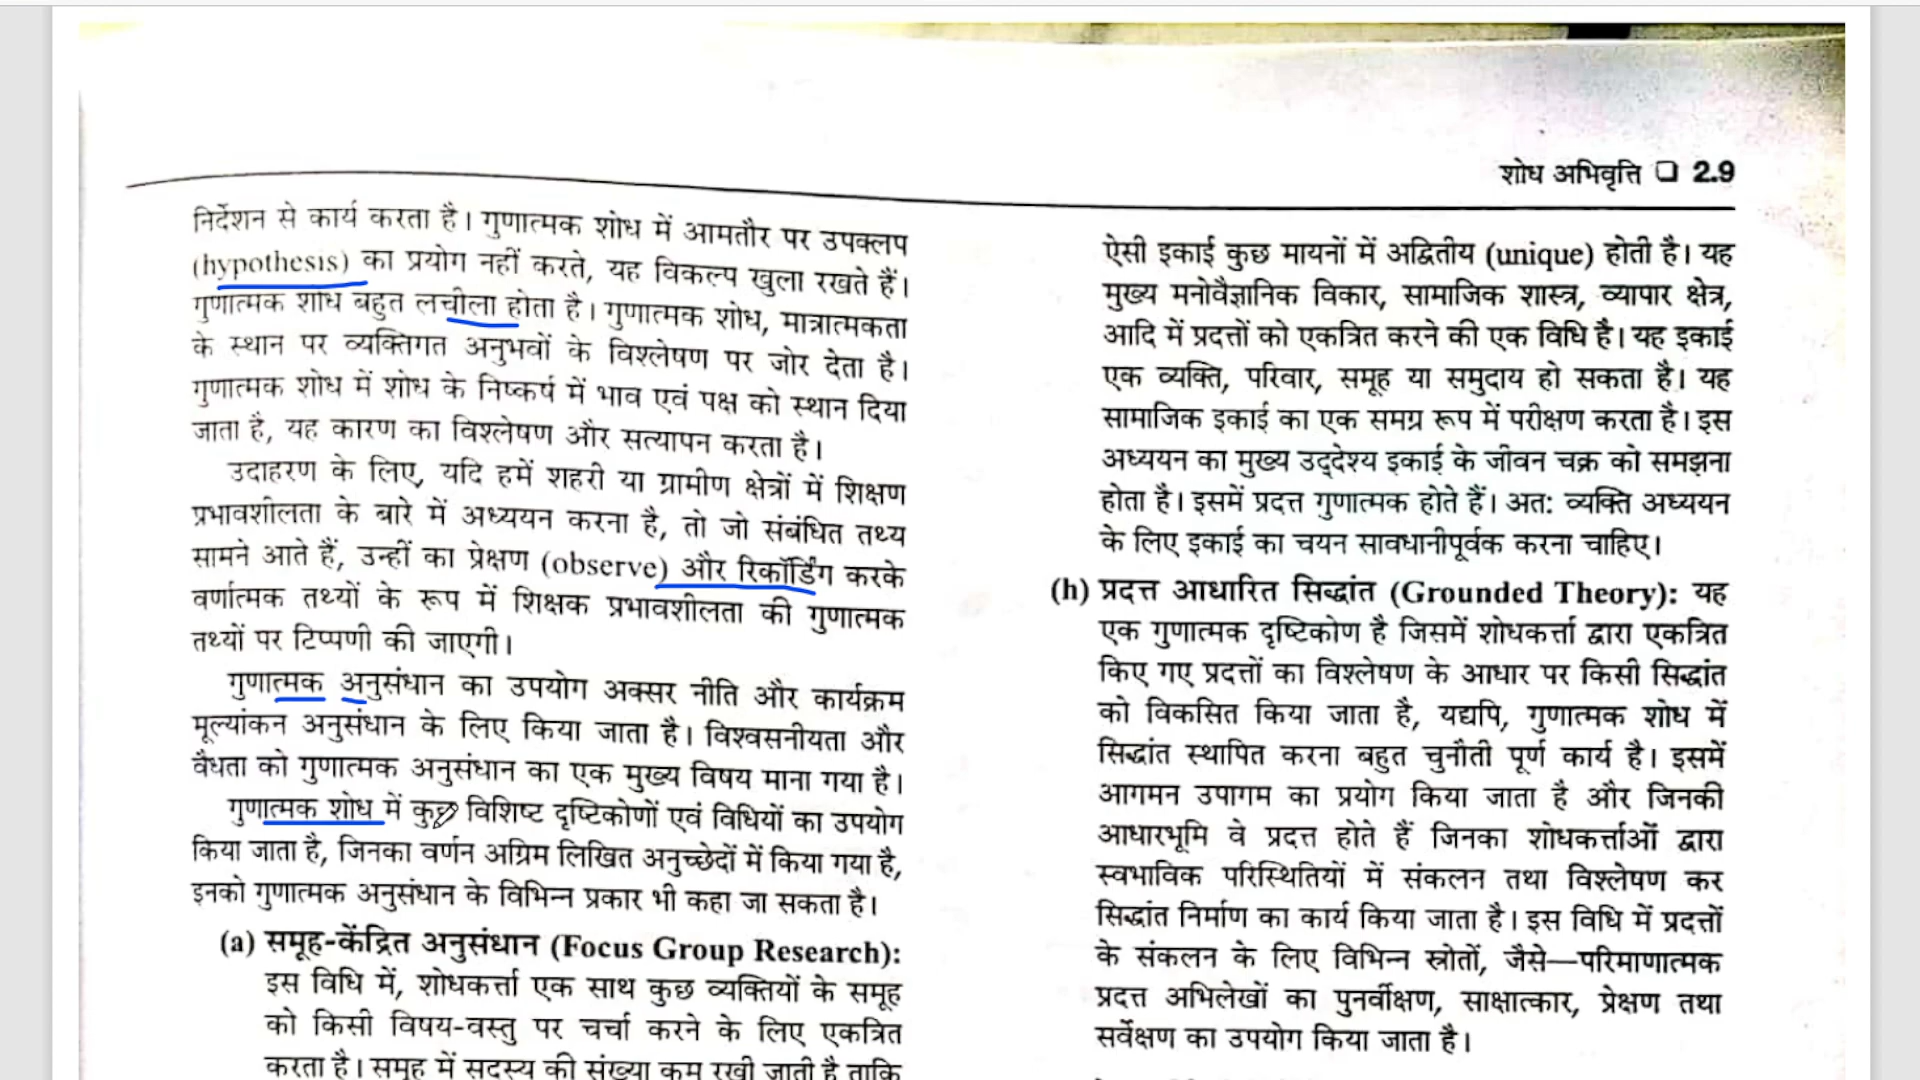 शोध अभिवृत्ति ❑ 2.9
निर्देशन से कार्य करता है। गुणात्मक शोध में आमतौर पर उपक्लप
(hypothesis) का प्रयोग नहीं करते, यह विकल्प खुला रखते हैं।
गुणात्मक शोध बहुत लचीला होता है। गुणात्मक शोध, मात्रात्मकता
के स्थान पर व्यक्तिगत अनुभवों के विश्लेषण पर जोर देता है।
गुणात्मक शोध में शोध के निष्कर्ष में भाव एवं पक्ष को स्थान दिया
जाता है, यह कारण का विश्लेषण और सत्यापन करता है।
उदाहरण के लिए, यदि हमें शहरी या ग्रामीण क्षेत्रों में शिक्षण
प्रभावशीलता के बारे में अध्ययन करना है, तो जो संबंधित तथ्य
सामने आते हैं, उन्हीं का प्रेक्षण (observe) और रिकॉर्डिंग करके
वर्णात्मक तथ्यों के रूप में शिक्षक प्रभावशीलता की गुणात्मक
तथ्यों पर टिप्पणी की जाएगी।
गुणात्मक अनुसंधान का उपयोग अक्सर नीति और कार्यक्रम
मूल्यांकन अनुसंधान के लिए किया जाता है। विश्वसनीयता और
वैधता को गुणात्मक अनुसंधान का एक मुख्य विषय माना गया है।
गुणात्मक शोध में कुछ विशिष्ट दृष्टिकोणों एवं विधियों का उपयोग
किया जाता है, जिनका वर्णन अग्रिम लिखित अनुच्छेदों में किया गया है,
इनको गुणात्मक अनुसंधान के विभिन्न प्रकार भी कहा जा सकता है।
(a) समूह-केंद्रित अनुसंधान (Focus Group Research):
इस विधि में, शोधकर्त्ता एक साथ कुछ व्यक्तियों के समूह
को किसी विषय-वस्तु पर चर्चा करने के लिए एकत्रित
करता है। समूह में सदस्य की संख्या कम रखी जाती है ताकि
ऐसी इकाई कुछ मायनों में अद्वितीय (unique) होती है। यह
मुख्य मनोवैज्ञानिक विकार, सामाजिक शास्त्र, व्यापार क्षेत्र,
आदि में प्रदत्तों को एकत्रित करने की एक विधि है। यह इकाई
एक व्यक्ति, परिवार, समूह या समुदाय हो सकता है। यह
सामाजिक इकाई का एक समग्र रूप में परीक्षण करता है। इस
अध्ययन का मुख्य उद्देश्य इकाई के जीवन चक्र को समझना
होता है। इसमें प्रदत्त गुणात्मक होते हैं। अत: व्यक्ति अध्ययन
के लिए इकाई का चयन सावधानीपूर्वक करना चाहिए।
(h) प्रदत्त आधारित सिद्धांत (Grounded Theory): यह
एक गुणात्मक दृष्टिकोण है जिसमें शोधकर्त्ता द्वारा एकत्रित
किए गए प्रदत्तों का विश्लेषण के आधार पर किसी सिद्धांत
को विकसित किया जाता है, यद्यपि, गुणात्मक शोध में
सिद्धांत स्थापित करना बहुत चुनौती पूर्ण कार्य है। इसमें
आगमन उपागम का प्रयोग किया जाता है और जिनकी
आधारभूमि वे प्रदत्त होते हैं जिनका शोधकर्त्ताओं द्वारा
स्वभाविक परिस्थितियों में संकलन तथा विश्लेषण कर
सिद्धांत निर्माण का कार्य किया जाता है। इस विधि में प्रदत्तों
के संकलन के लिए विभिन्न स्रोतों, जैसे—परिमाणात्मक
प्रदत्त अभिलेखों का पुनर्वीक्षण, साक्षात्कार, प्रेक्षण तथा
सर्वेक्षण का उपयोग किया जाता है।